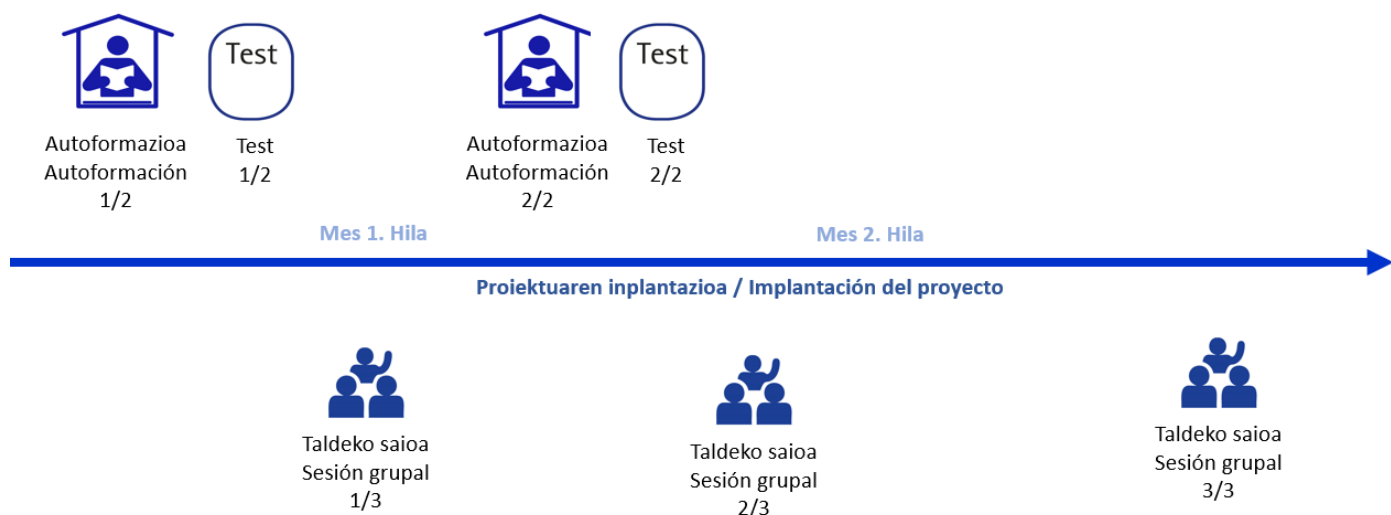 Test
Test
Autoformazioa
Autoformación
1/2
Test
1/2
Autoformazioa
Autoformación
2/2
Test
2/2
Mes 1. Hila
Mes 2. Hila
Proiektuaren inplantazioa / Implantación del proyecto
Taldeko saioa
Sesión grupal
1/3
Taldeko saioa
Sesión grupal
2/3
Taldeko saioa
Sesión grupal
3/3